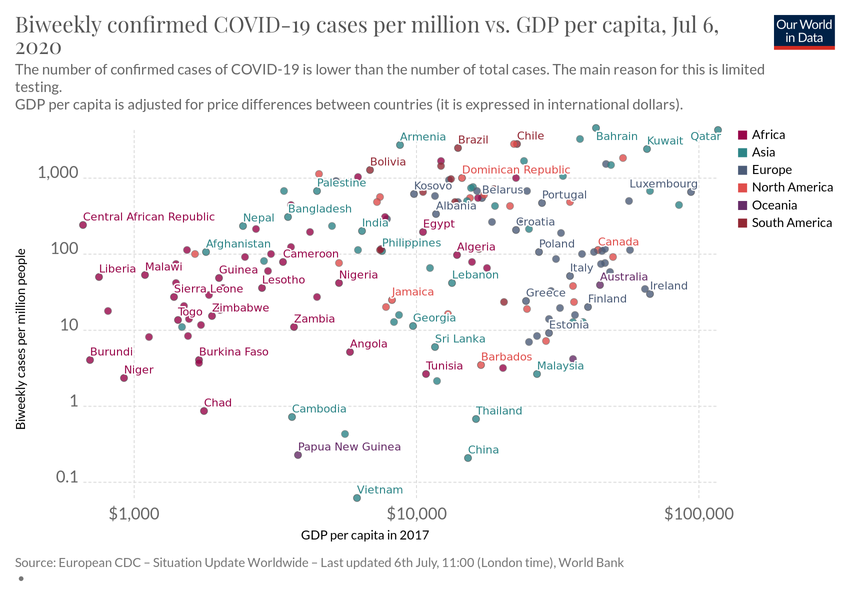 Biweekly confirmed COVID-19 cases per million vs. GDP per capita, Jul 6,
2020
Our World
in Data
The number of confirmed cases of COVID-19 is lower than the number of total cases. The main reason for this is limited
testing.
GDP per capita is adjusted for price differences between countries (it is expressed in international dollars).
Armenia
Brazil
Chile
Bahrain
Kuwait
Qatar
Bolivia
Dominican Republic
1,000
Palestine
Kosovo
Belarus
Portugal
Luxembourg
Central African Republic
Nepal
Bangladesh
India
Albania
Egypt
Croatia
Afghanistan
Philippines
Algeria
Poland
Canada
100
Cameroon
Liberia
Malawi
Guinea
Lesotho
Nigeria
Lebanon
Italy
Australia
Sierra Leone
Jamaica
Greece
Finland
Ireland
Togo
Zimbabwe
Zambia
Georgia
Estonia
10
Burundi
Burkina Faso
Angola
Sri Lanka
Niger
Tunisia
Barbados
Malaysia
1
Chad
Cambodia
Thailand
Papua New Guinea
China
0.1
Vietnam
Biweekly cases per million people
$1,000
$10,000
$100,000
GDP per capita in 2017
Africa
Asia
Europe
North America
Oceania
South America
Source: European CDC – Situation Update Worldwide – Last updated 6th July, 11:00 (London time), World Bank
•